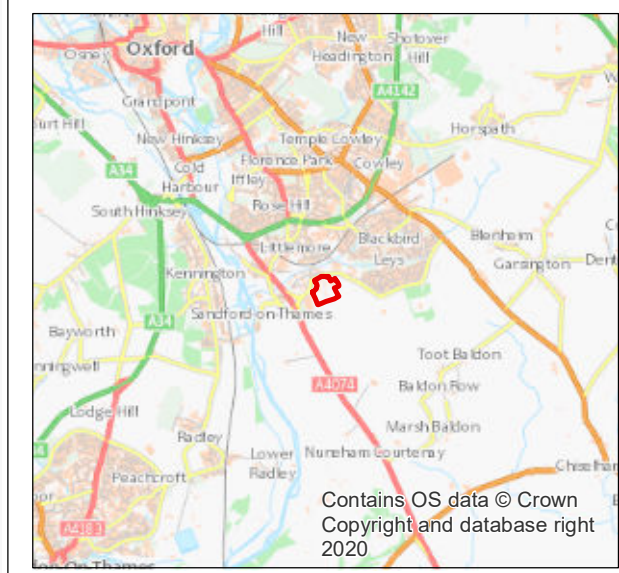 Hill
New
Shotover
Osney
Oxford
Headington
Hill
A4142
Grandpont
Horspath
New Hinksey
Temple Cowley
Florence Park
Cowley
A34
Cold
Harbour
Iffley
Rose Hill
South Hinksey
Littlemore
Blackbird
Leys
Blenheim
Garsington
Kennington
Sandford-on-Thames
A34
Bayworth
Toot Baldon
A4074
Baldon Row
Lodge Hill
Marsh Baldon
Radley
Lower
Radley
Nuneham Courtenay
Peachcroft
A4183
Contains OS data © Crown
Copyright and database right
2020